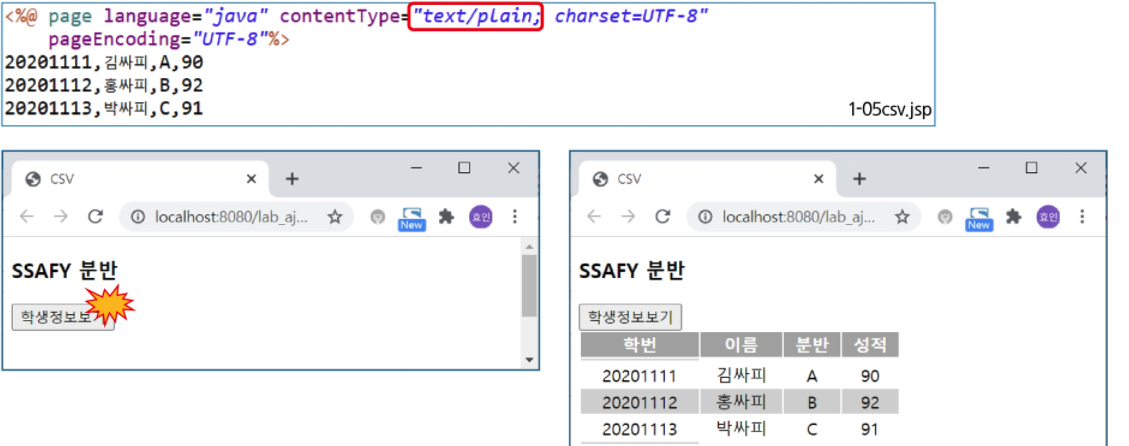 <%@ page language="java" contentType="text/plain; charset=UTF-8"
pageEncoding="UTF-8"%>
20201111,김싸피,A,90
20201112,홍싸피,B,92
20201113,박싸피,C,91
1-05csv.jsp
CSV
localhost:8080/lab_aj...
New
효인
SSAFY 분반
학생정보보기
CSV
localhost:8080/lab_aj...
New
효인
SSAFY 분반
학생정보보기
학번 이름 분반 성적
20201111 김싸피 A 90
20201112 홍싸피 B 92
20201113 박싸피 C 91